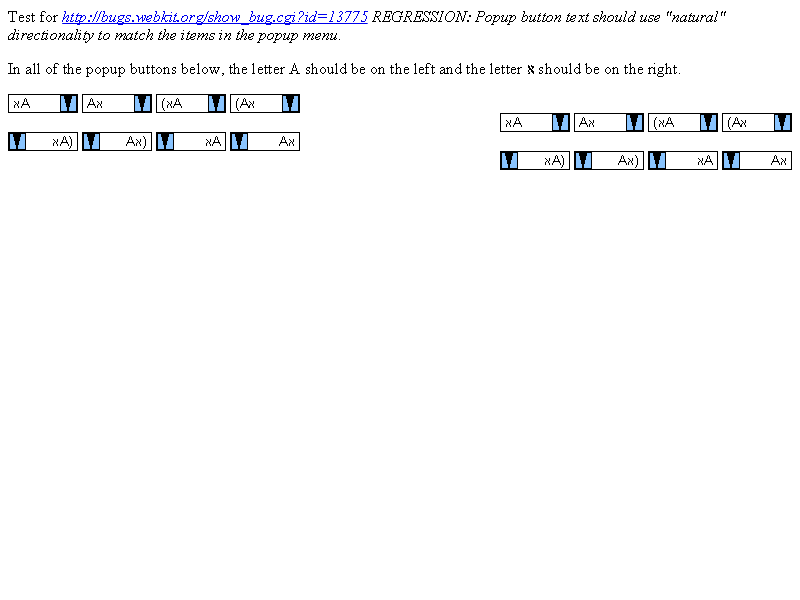 Test for http://bugs.webkit.org/show_bug.cgi?id=13775 REGRESSION: Popup button text should use "natural"
directionality to match the items in the popup menu.
In all of the popup buttons below, the letter A should be on the left and the letter א should be on the right.
אA Aא (אA (Aא
אA Aא (אA (Aא
אA) Aא) אA Aא
אA) Aא) אA Aא